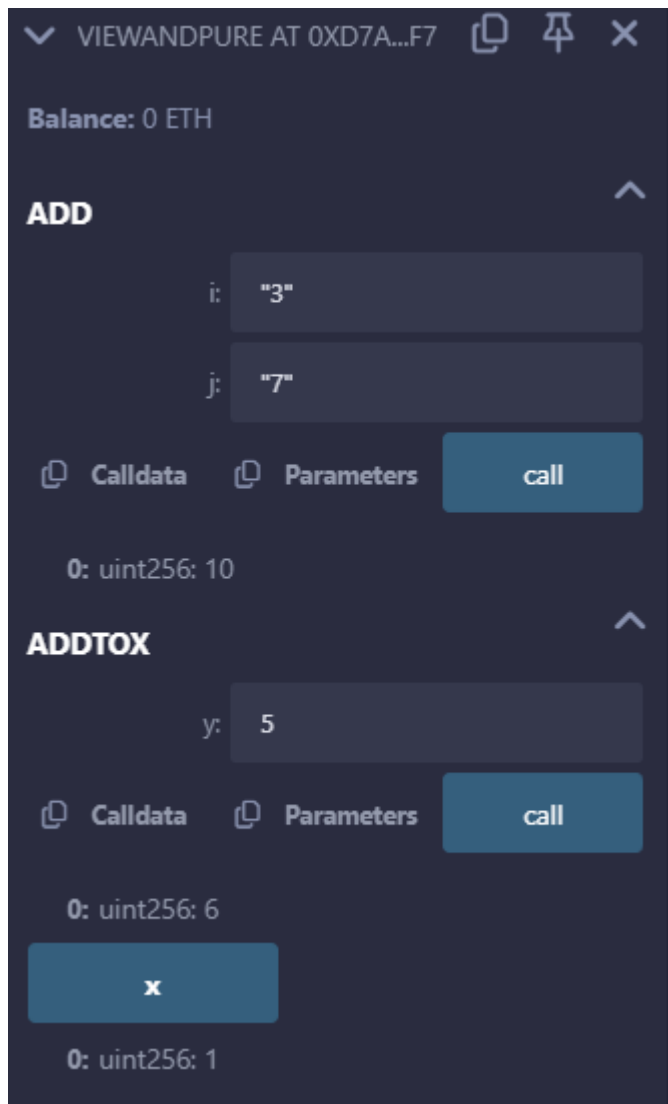 VIEWANDPURE AT 0XD7A...F7
Balance: 0 ETH
ADD
i: "3"
j: "7"
Calldata Parameters call
0: uint256: 10
ADDTOX
y: 5
Calldata Parameters call
0: uint256: 6
x
0: uint256: 1